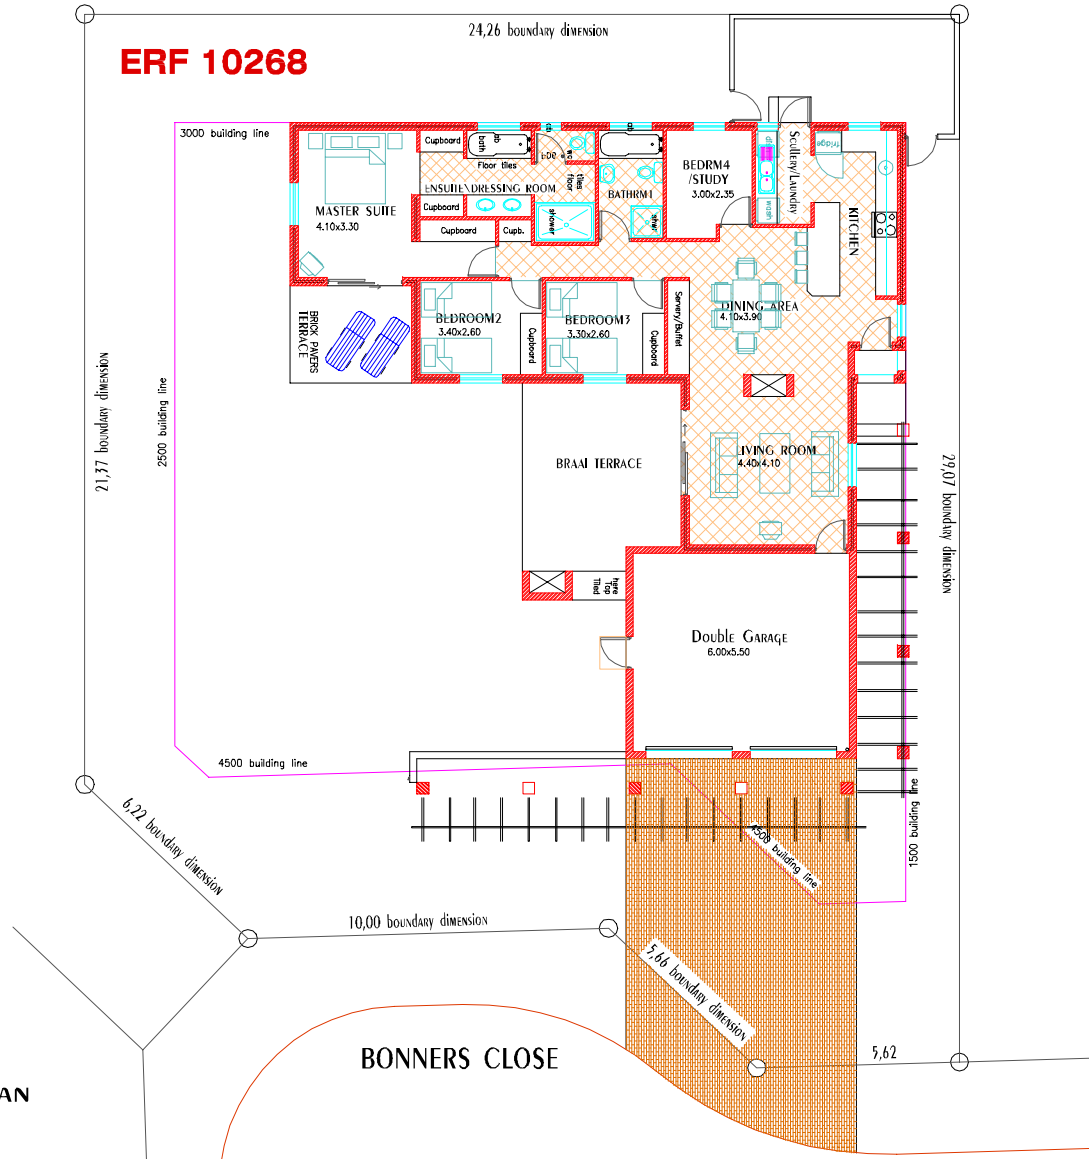 24,26 boundary dimension
ERF 10268
3000 building line
Cupboard
bath
Floor tiles
wc
floor
tiles
ENSUITE\DRESSING ROOM
MASTER SUITE
4.10x3.30
Cupboard
Cupboard
Cupb.
shower
BATHRM1
shwr
BEDRM4
/STUDY
3.00x2.35
wash
Scullery/Laundry
fridge
KITCHEN
BRICK PAVERS
TERRACE
BEDROOM2
3.40x2.60
Cupboard
BEDROOM3
3.30x2.60
Cupboard
Servery/Buffet
DINING AREA
4.10x3.90
21,37 boundary dimension
2500 building line
BRAAI TERRACE
LIVING ROOM
4.40x4.10
29,07 boundary dimension
Tiled
Top
here
Double Garage
6.00x5.50
4500 building line
4500 building line
1500 building line
6,22 boundary dimension
10,00 boundary dimension
5,66 boundary dimension
5,62
BONNERS CLOSE
AN